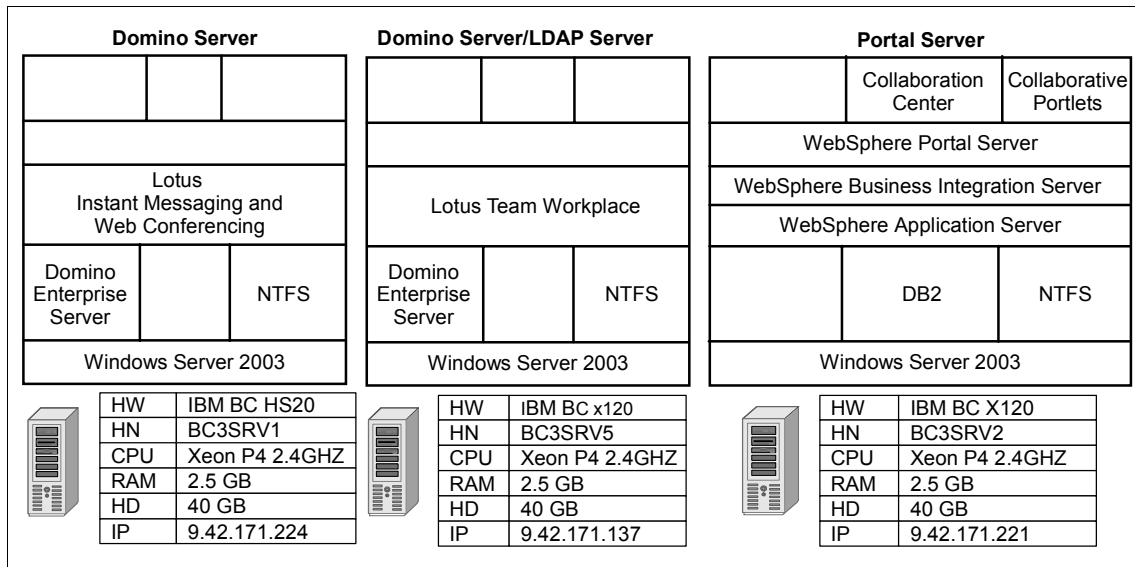 Domino Server
Lotus
Instant Messaging and
Web Conferencing
Domino
Enterprise
Server
NTFS
Windows Server 2003
HW IBM BC HS20
HN BC3SRV1
CPU Xeon P4 2.4GHZ
RAM 2.5 GB
HD 40 GB
IP 9.42.171.224
Domino Server/LDAP Server
Lotus Team Workplace
Domino
Enterprise
Server
NTFS
Windows Server 2003
HW IBM BC x120
HN BC3SRV5
CPU Xeon P4 2.4GHZ
RAM 2.5 GB
HD 40 GB
IP 9.42.171.137
Portal Server
Collaboration
Center
Collaborative
Portlets
WebSphere Portal Server
WebSphere Business Integration Server
WebSphere Application Server
DB2
NTFS
Windows Server 2003
HW IBM BC X120
HN BC3SRV2
CPU Xeon P4 2.4GHZ
RAM 2.5 GB
HD 40 GB
IP 9.42.171.221